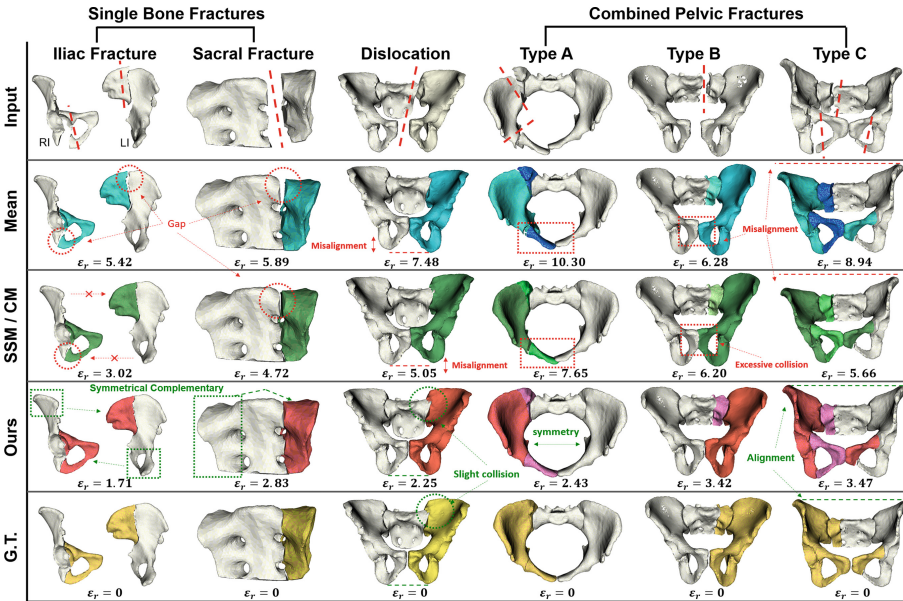 Single Bone Fractures
Combined Pelvic Fractures
Iliac Fracture
Sacral Fracture
Dislocation
Type A
Type B
Type C
Input
RI
LI
Mean
Gap
Misalignment
Misalignment
εr = 5.42
εr = 5.89
εr = 7.48
εr = 10.30
εr = 6.28
εr = 8.94
SSM / CM
Misalignment
Excessive collision
εr = 3.02
εr = 4.72
εr = 5.05
εr = 7.65
εr = 6.20
εr = 5.66
Ours
Symmetrical Complementary
symmetry
Alignment
Slight collision
εr = 1.71
εr = 2.83
εr = 2.25
εr = 2.43
εr = 3.42
εr = 3.47
G.T.
εr = 0
εr = 0
εr = 0
εr = 0
εr = 0
εr = 0